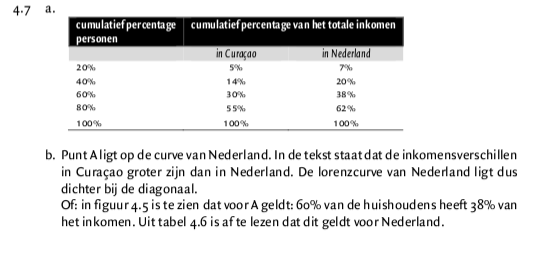 4.7 a.
cumulatief percentage personen | cumulatief percentage van het totale inkomen
in Curaçao | in Nederland
20% | 5% | 7%
40% | 14% | 20%
60% | 30% | 38%
80% | 55% | 62%
100% | 100% | 100%
b. Punt A ligt op de curve van Nederland. In de tekst staat dat de inkomensverschillen
in Curaçao groter zijn dan in Nederland. De lorenzcurve van Nederland ligt dus
dichter bij de diagonaal.
Of: in figuur 4.5 is te zien dat voor A geldt: 60% van de huishoudens heeft 38% van
het inkomen. Uit tabel 4.6 is af te lezen dat dit geldt voor Nederland.